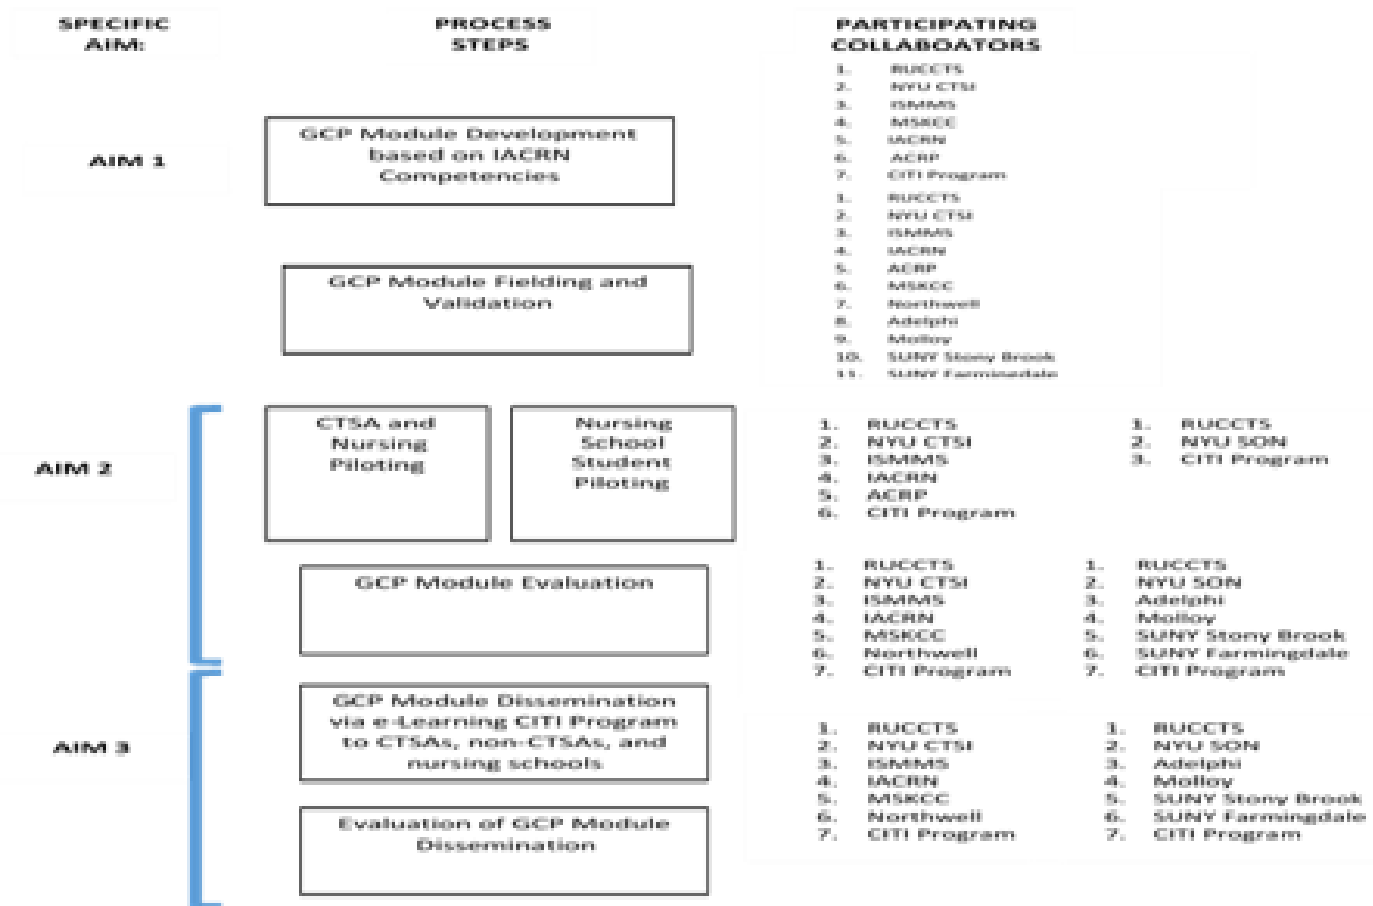 SPECIFIC
AIM:
PROCESS
STEPS
PARTICIPATING
COLLABOATORS
AIM 1
GCP Module Development
based on IACRN
Competencies
1. RUCCTS
2. NYU CTSI
3. ISMMS
4. MSKCC
5. IACRN
6. ACRP
7. CITI Program
GCP Module Fielding and
Validation
1. RUCCTS
2. NYU CTSI
3. ISMMS
4. IACRN
5. ACRP
6. MSKCC
7. Northwell
8. Adelphi
9. Molloy
10. SUNY Stony Brook
11. SUNY Farmingdale
AIM 2
CTSA and
Nursing
Piloting
Nursing
School
Student
Piloting
1. RUCCTS
2. NYU CTSI
3. ISMMS
4. IACRN
5. ACRP
6. CITI Program
1. RUCCTS
2. NYU SON
3. CITI Program
GCP Module Evaluation
1. RUCCTS
2. NYU CTSI
3. ISMMS
4. IACRN
5. MSKCC
6. Northwell
7. CITI Program
1. RUCCTS
2. NYU SON
3. Adelphi
4. Molloy
5. SUNY Stony Brook
6. SUNY Farmingdale
7. CITI Program
AIM 3
GCP Module Dissemination
via e-Learning CITI Program
to CTSAs, non-CTSAs, and
nursing schools
Evaluation of GCP Module
Dissemination
1. RUCCTS
2. NYU CTSI
3. ISMMS
4. IACRN
5. MSKCC
6. Northwell
7. CITI Program
1. RUCCTS
2. NYU SON
3. Adelphi
4. Molloy
5. SUNY Stony Brook
6. SUNY Farmingdale
7. CITI Program